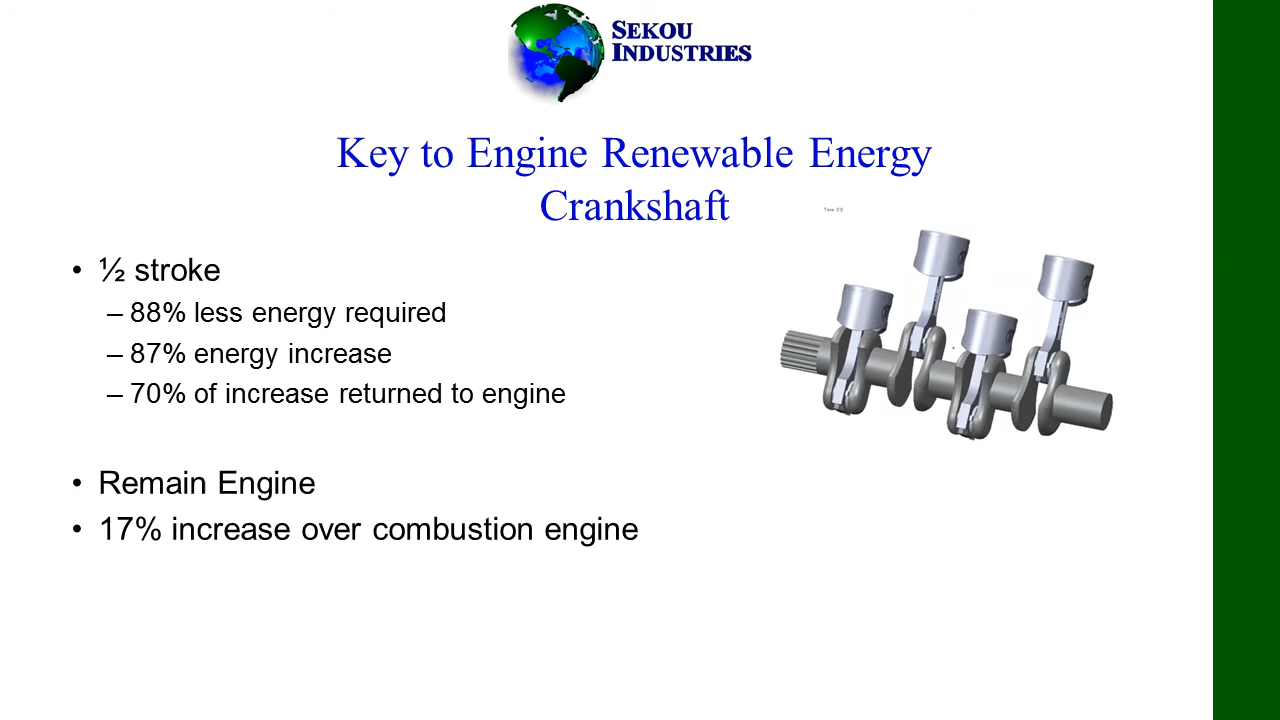 SEKOU
INDUSTRIES
Key to Engine Renewable Energy
Crankshaft
• ½ stroke
– 88% less energy required
– 87% energy increase
– 70% of increase returned to engine
• Remain Engine
• 17% increase over combustion engine